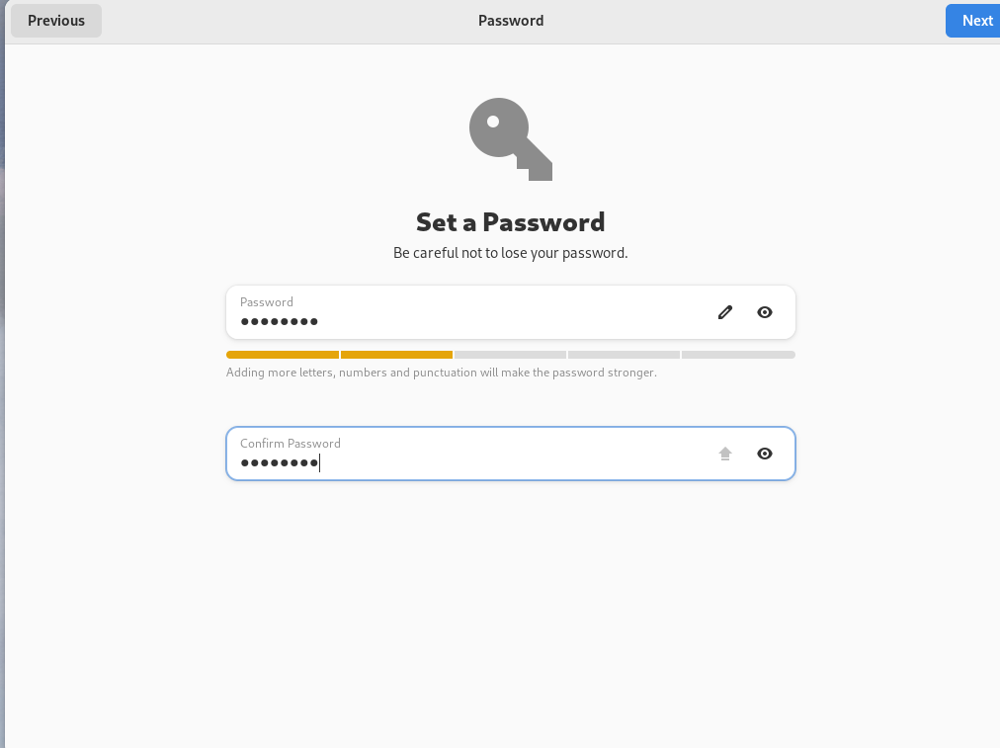 Previous
Password
Next
Set a Password
Be careful not to lose your password.
Password
●●●●●●●●
Adding more letters, numbers and punctuation will make the password stronger.
Confirm Password
●●●●●●●●